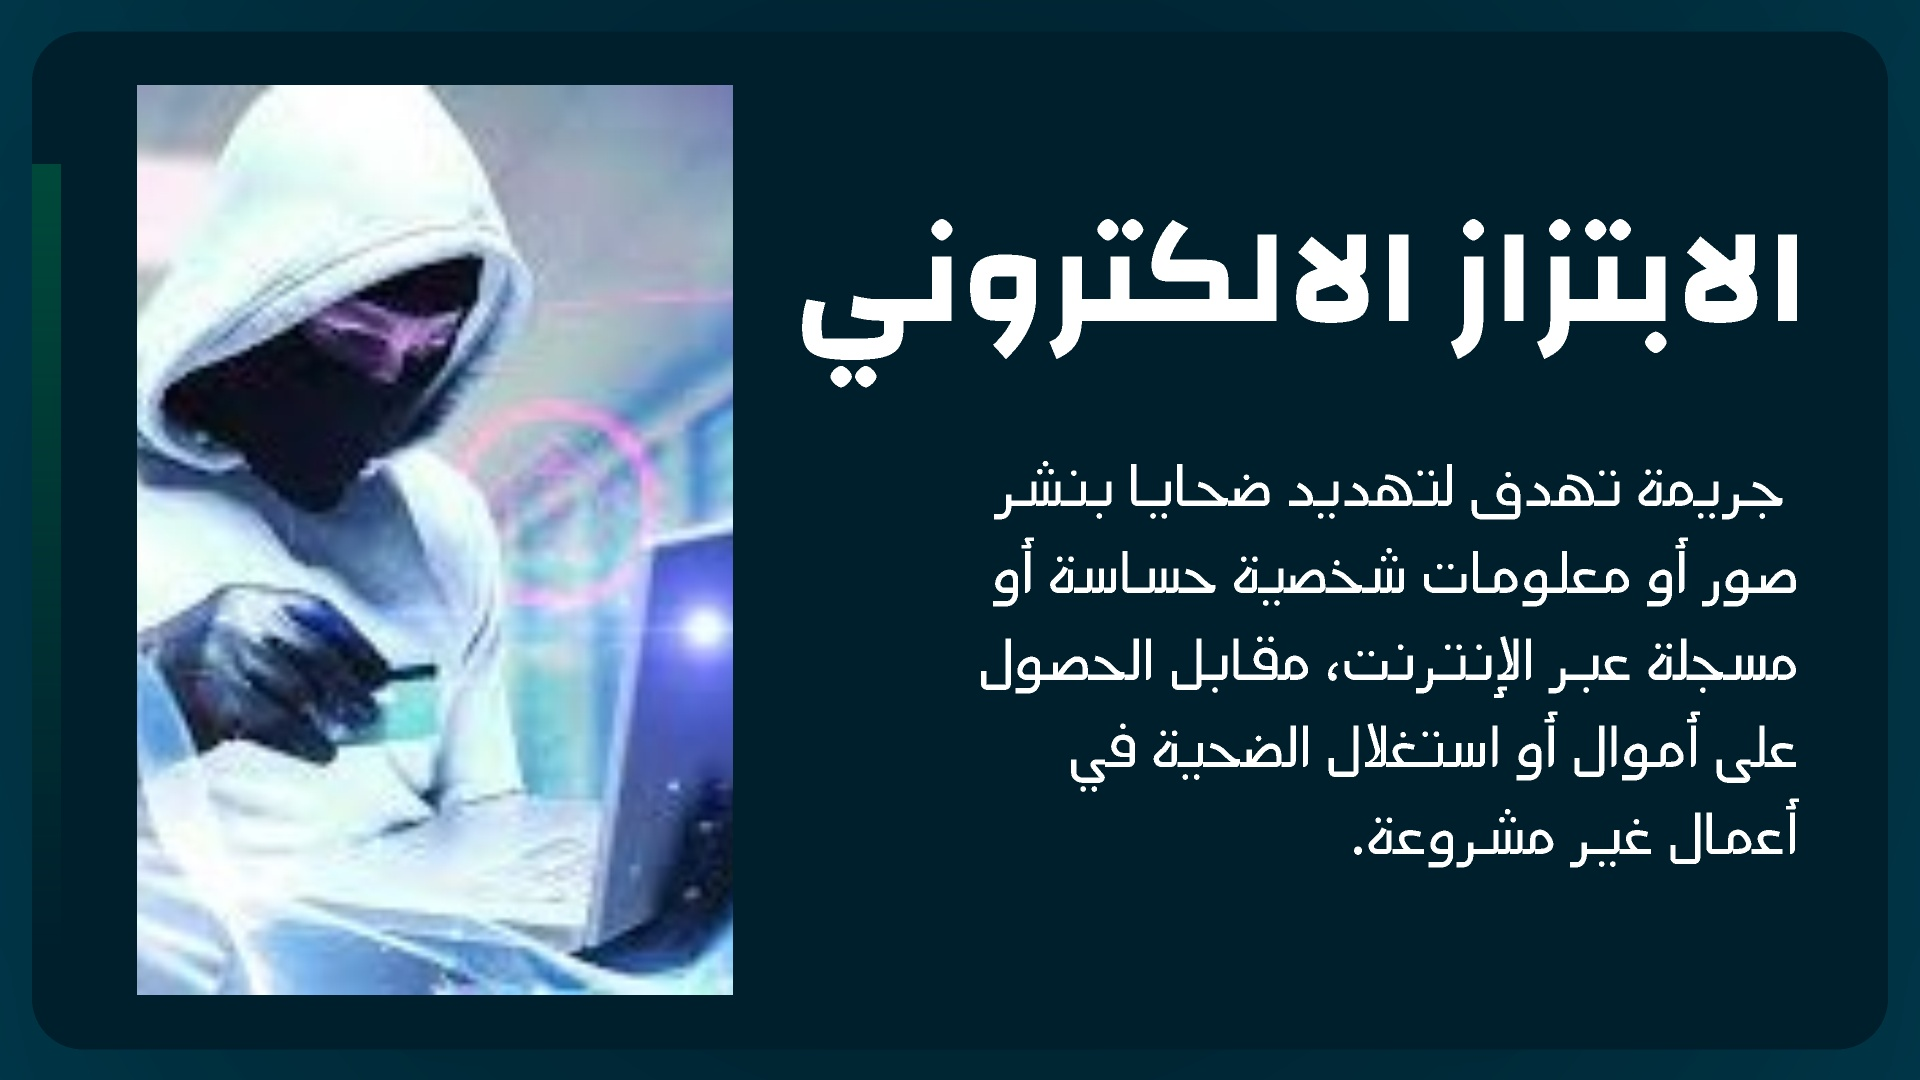 الابتزاز الالكتروني
جريمة تهدف لتهديد ضحايا بنشر
صور أو معلومات شخصية حساسة أو
مسجلة عبر الإنترنت، مقابل الحصول
على أموال أو استغلال الضحية في
أعمال غير مشروعة.